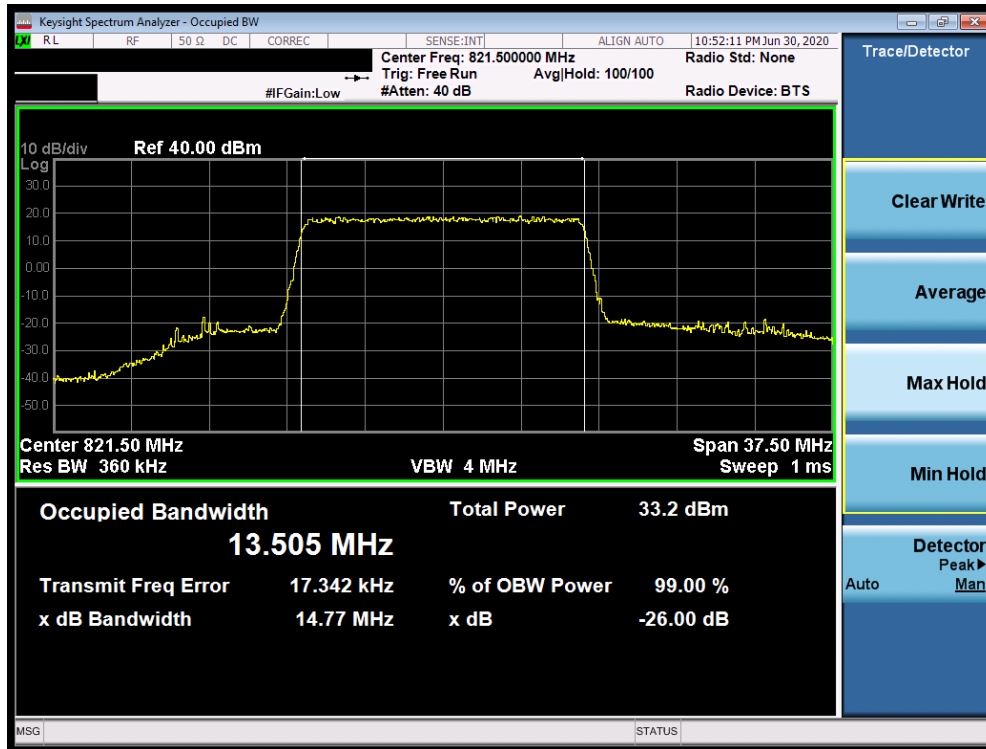 Keysight Spectrum Analyzer - Occupied BW
LXI RL RF 50 Ω DC CORREC SENSE:INT ALIGN AUTO 10:52:11 PM Jun 30, 2020
Center Freq: 821.500000 MHz Radio Std: None
Trig: Free Run Avg|Hold: 100/100
#IFGain:Low #Atten: 40 dB Radio Device: BTS
10 dB/div Ref 40.00 dBm
Log
30.0
20.0
10.0
0.00
-10.0
-20.0
-30.0
-40.0
-50.0
Center 821.50 MHz Span 37.50 MHz
Res BW 360 kHz VBW 4 MHz Sweep 1 ms
Occupied Bandwidth Total Power 33.2 dBm
13.505 MHz
Transmit Freq Error 17.342 kHz % of OBW Power 99.00 %
x dB Bandwidth 14.77 MHz x dB -26.00 dB
MSG STATUS
Trace/Detector
Clear Write
Average
Max Hold
Min Hold
Detector
Peak▶
Auto Man